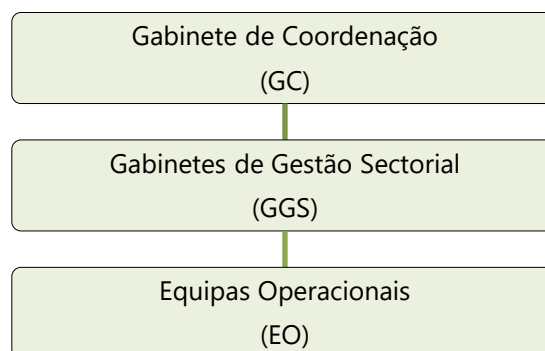 Gabinete de Coordenação
(GC)
Gabinetes de Gestão Sectorial
(GGS)
Equipas Operacionais
(EO)